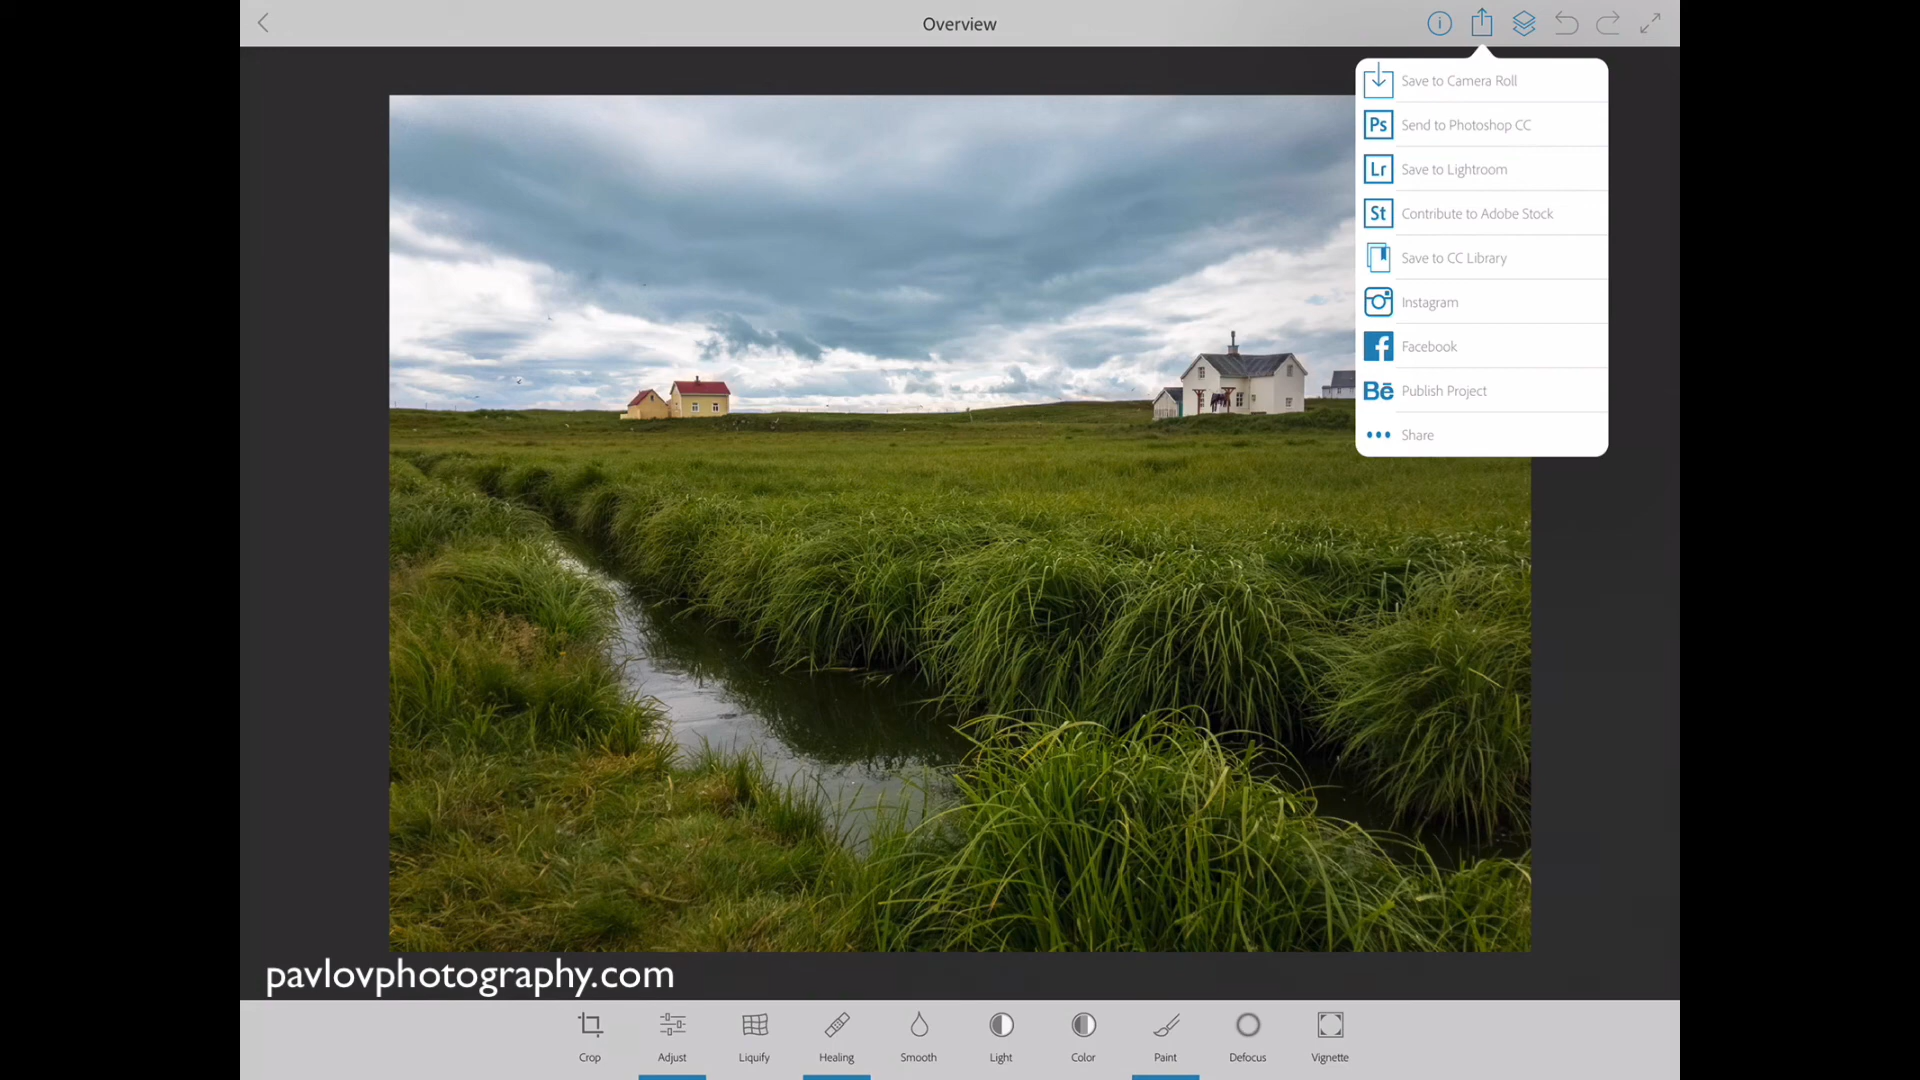 Overview
Save to Camera Roll
Ps Send to Photoshop CC
Lr Save to Lightroom
St Contribute to Adobe Stock
Save to CC Library
Instagram
f Facebook
Bē Publish Project
Share
pavlovphotography.com
Crop Adjust Liquify Healing Smooth Light Color Paint Defocus Vignette